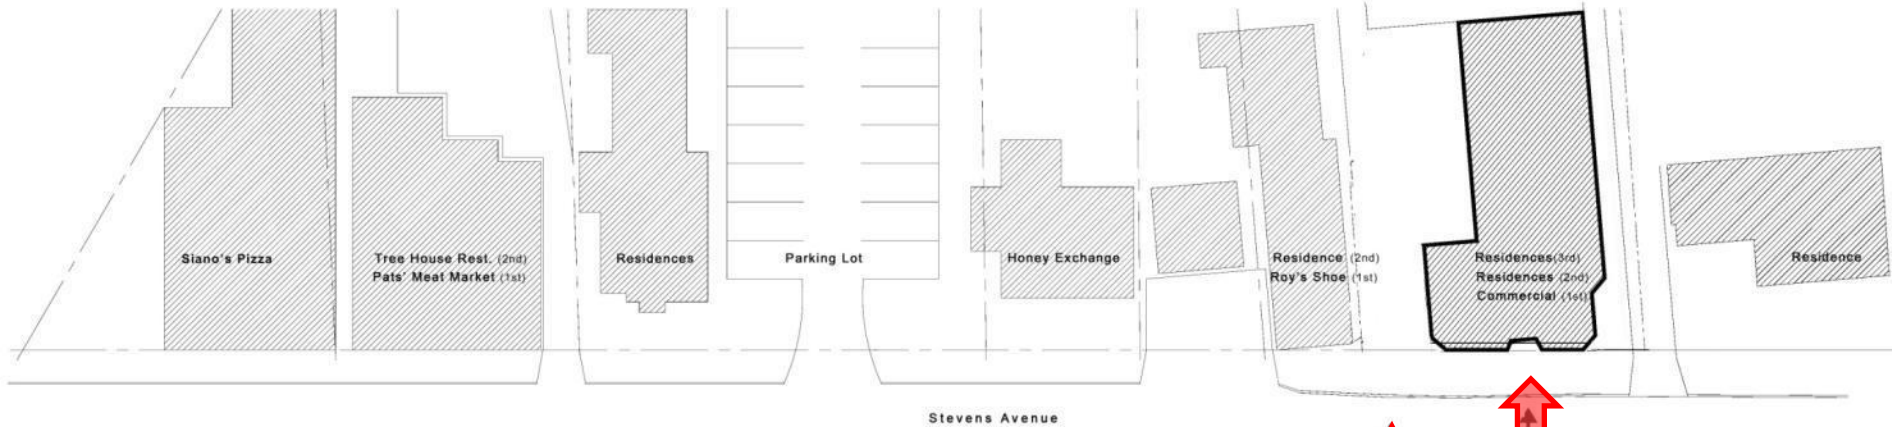 Siano's Pizza
Tree House Rest. (2nd)
Pats' Meat Market (1st)
Residences
Parking Lot
Honey Exchange
Residence (2nd)
Roy's Shoe (1st)
Residences(3rd)
Residences (2nd)
Commercial (1st)
Residence
Stevens Avenue